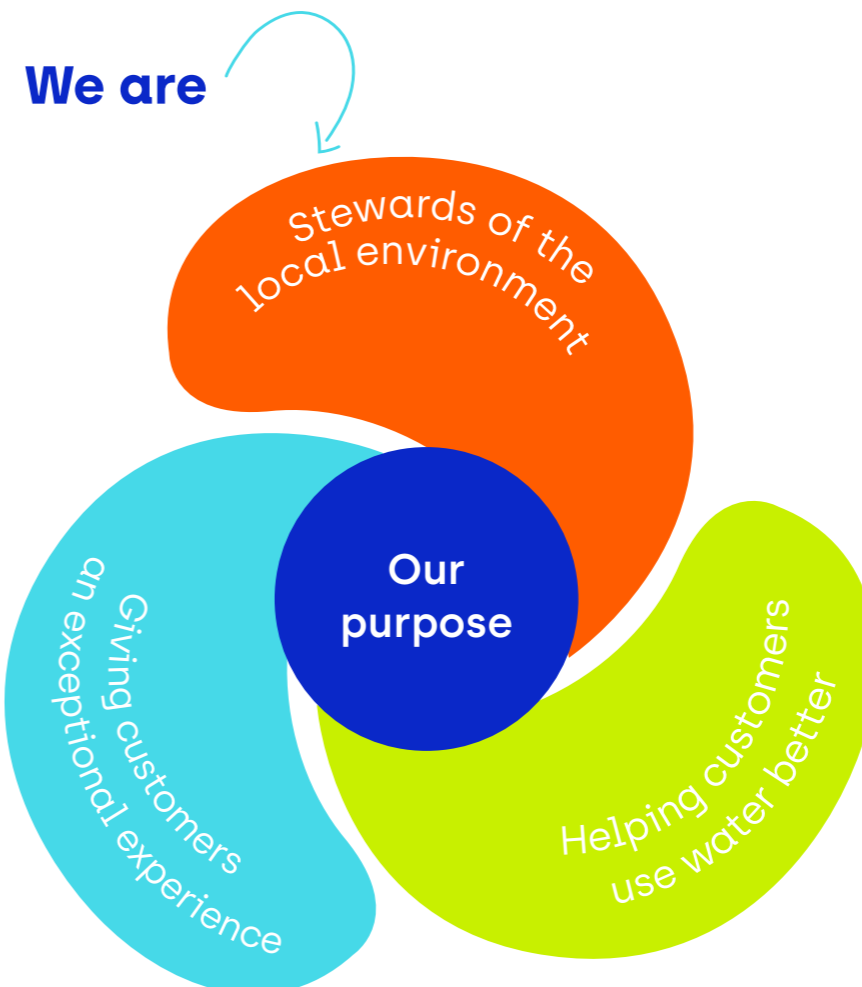 We are
Stewards of the
local environment
Our
purpose
Helping customers
use water better
Giving customers
an exceptional experience